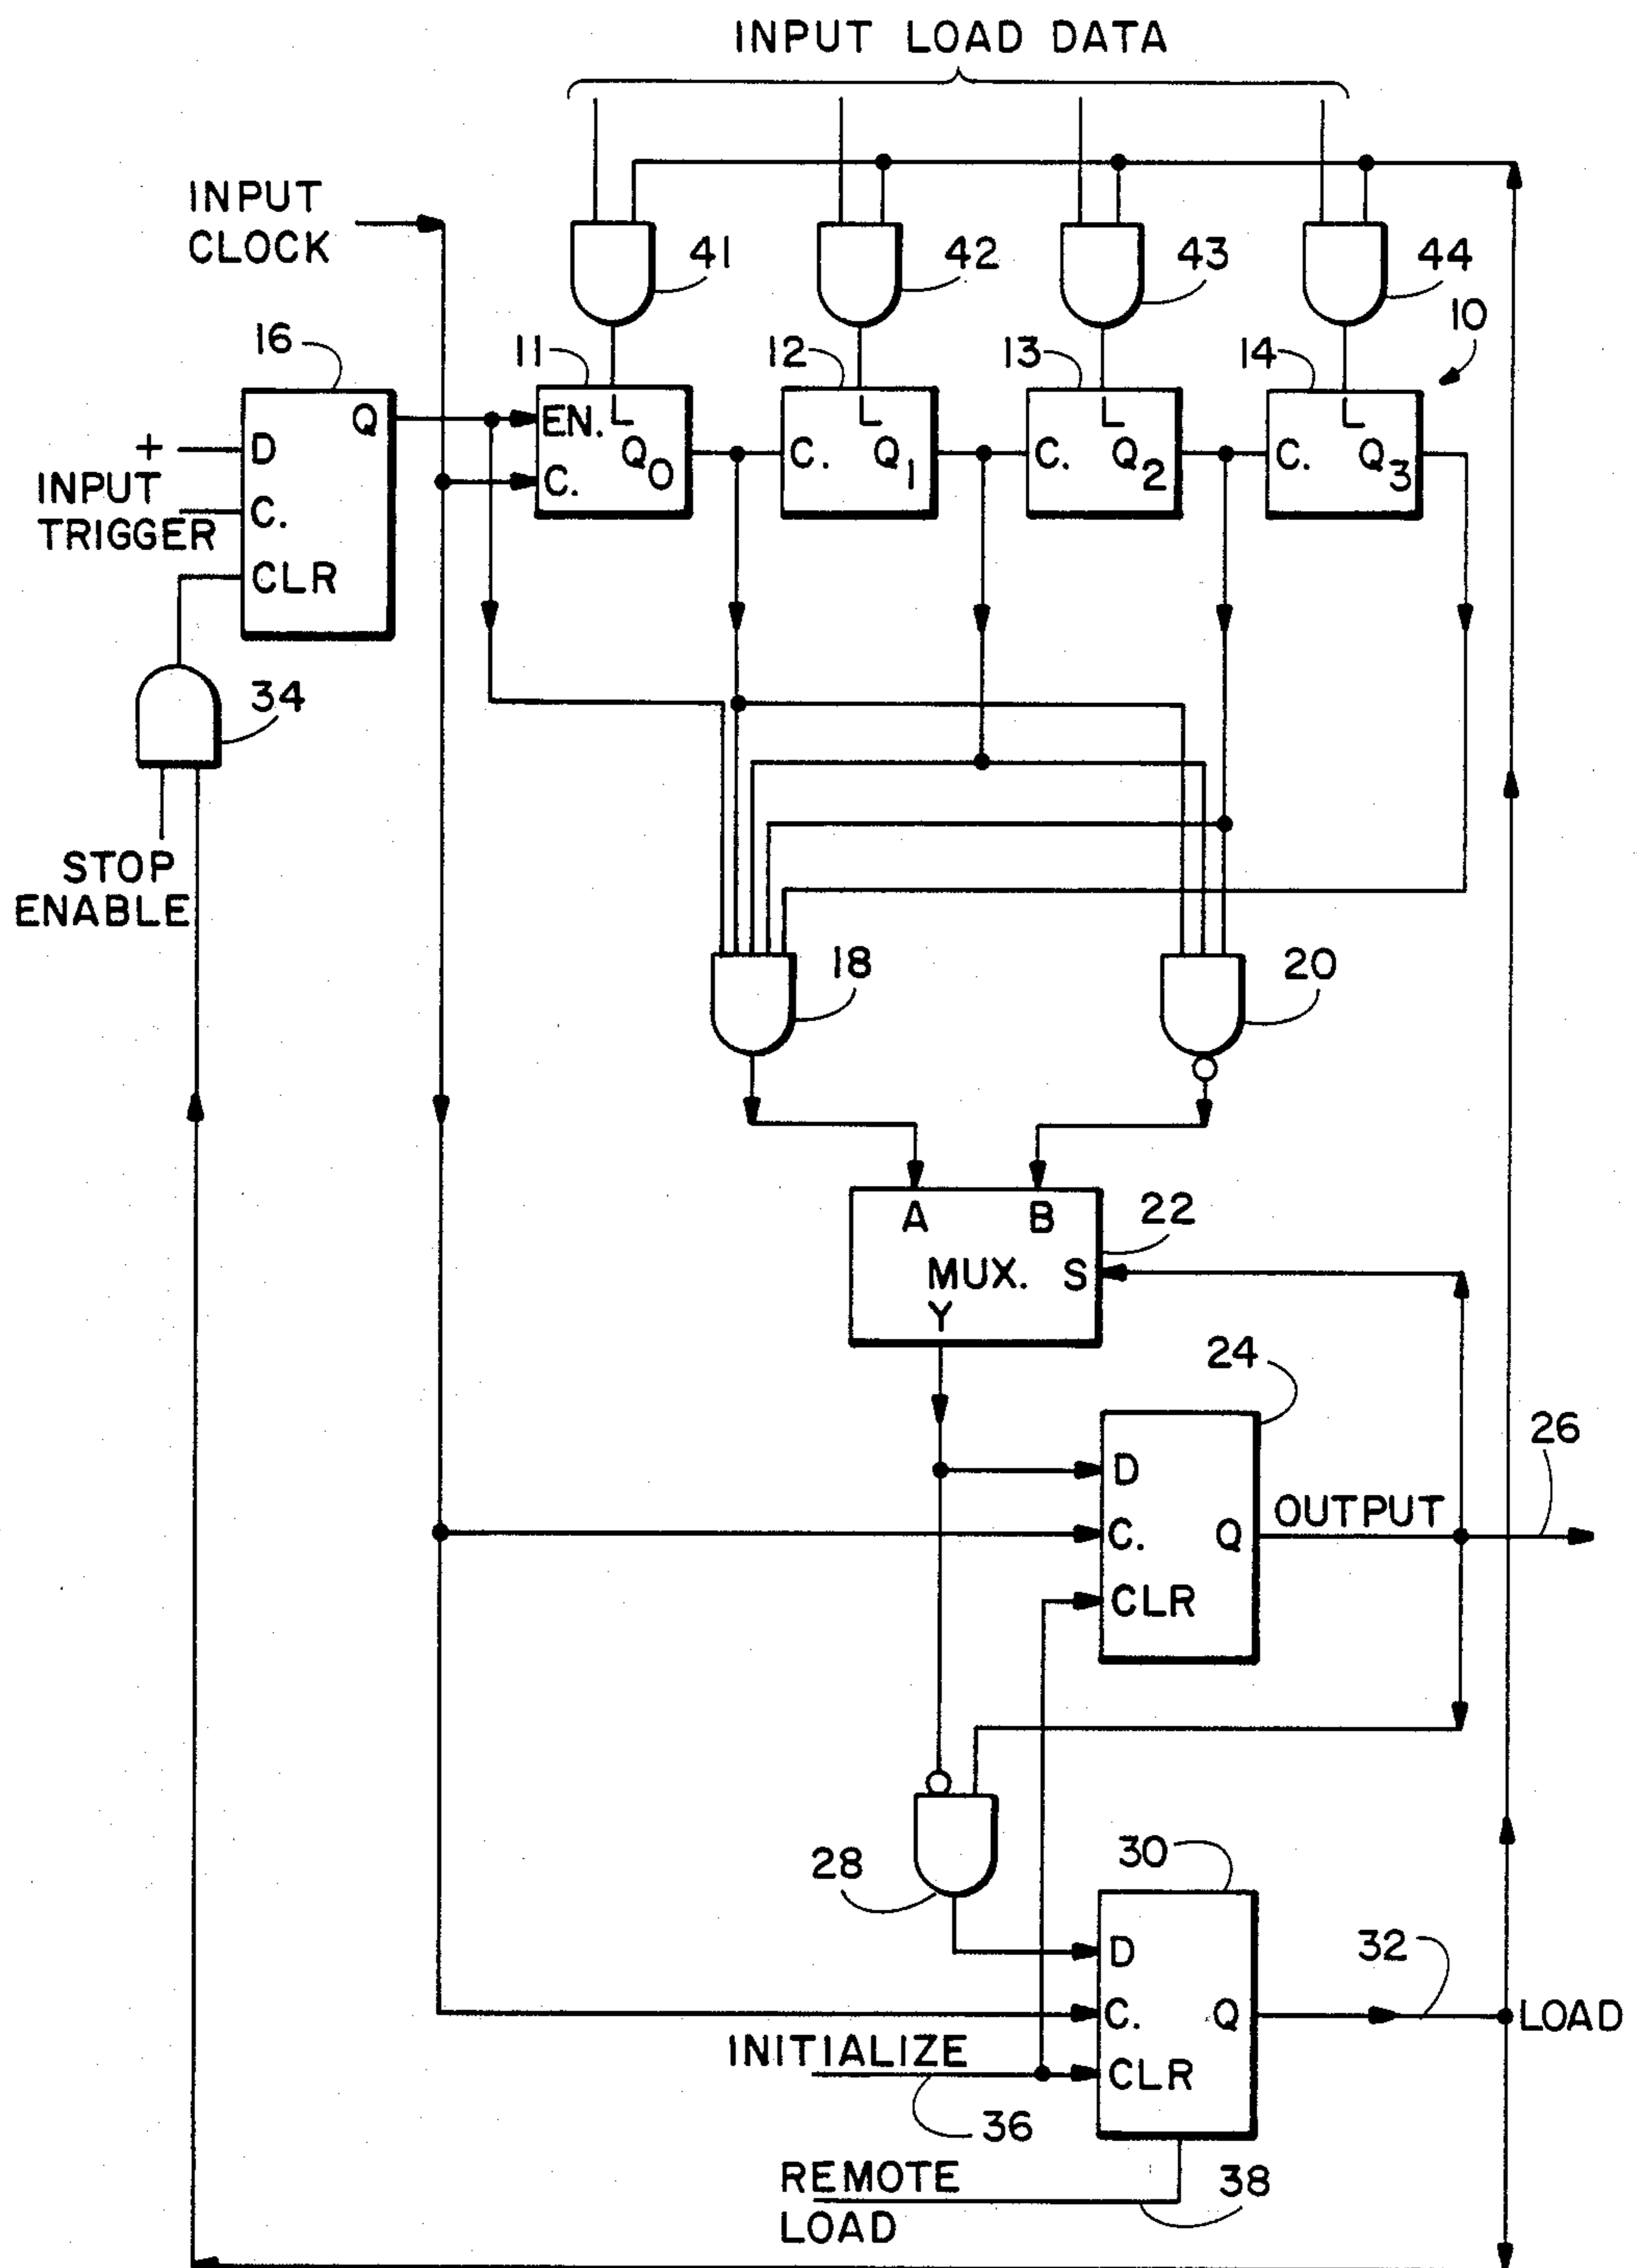 INPUT LOAD DATA
INPUT
CLOCK
41
42
43
44
10
16
11
12
13
14
Q
D
+
INPUT
TRIGGER
C.
CLR
EN.
L
Q0
C.
L
C.
Q1
L
C.
Q2
L
C.
Q3
34
STOP
ENABLE
18
20
A
B
22
MUX.
S
Y
24
26
D
OUTPUT
C.
Q
CLR
28
30
32
D
C.
Q
LOAD
INITIALIZE
CLR
36
REMOTE
LOAD
38